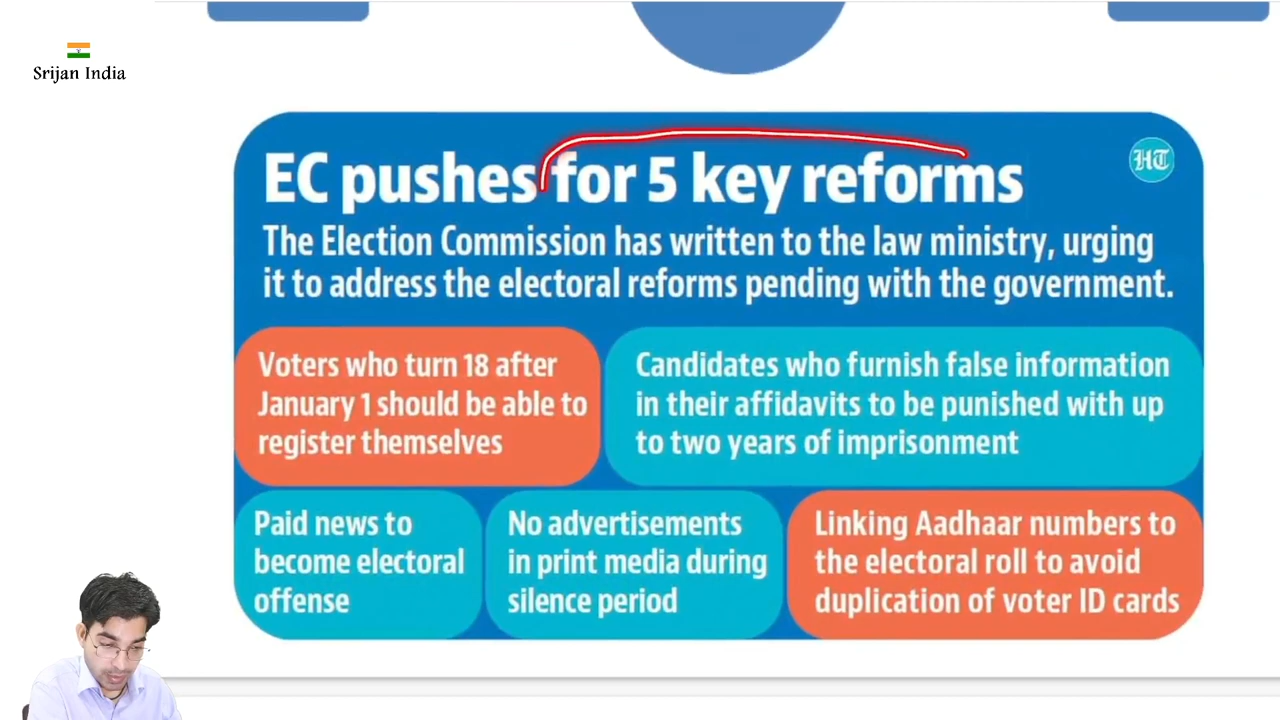 Srijan India
EC pushes for 5 key reforms
HT
The Election Commission has written to the law ministry, urging
it to address the electoral reforms pending with the government.
Voters who turn 18 after
January 1 should be able to
register themselves
Candidates who furnish false information
in their affidavits to be punished with up
to two years of imprisonment
Paid news to
become electoral
offense
No advertisements
in print media during
silence period
Linking Aadhaar numbers to
the electoral roll to avoid
duplication of voter ID cards